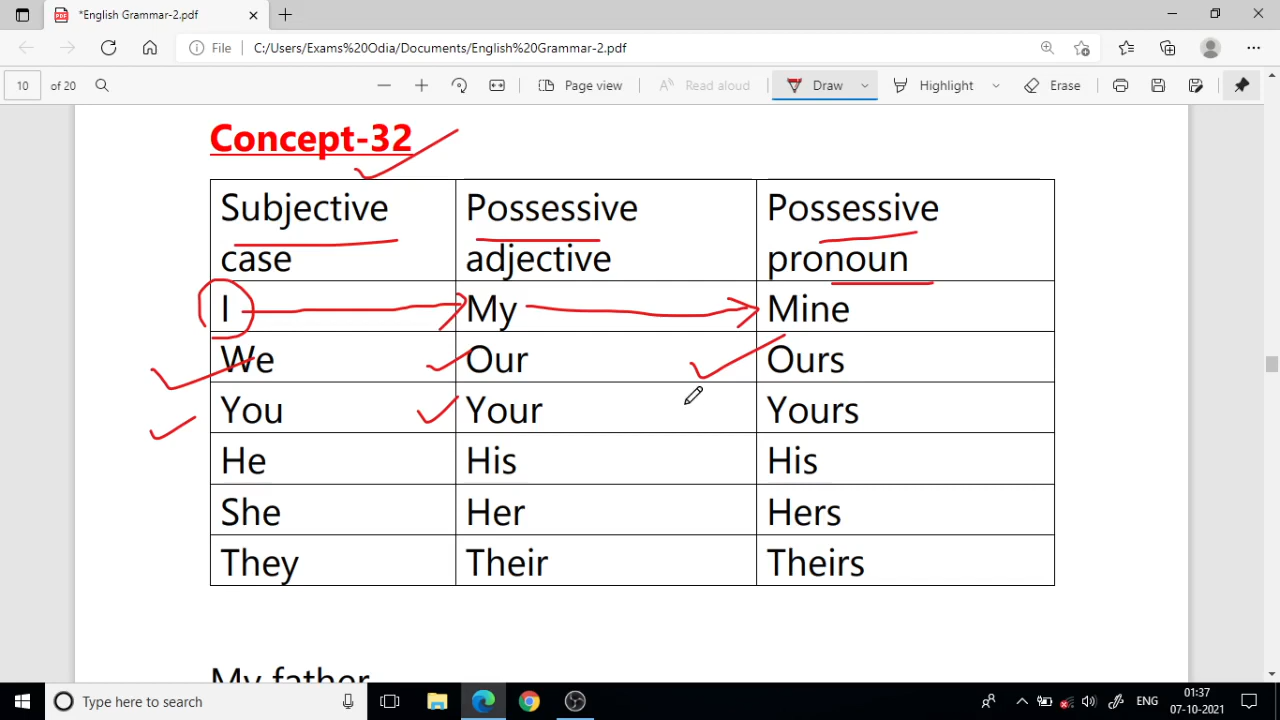 *English Grammar-2.pdf
File C:/Users/Exams%20Odia/Documents/English%20Grammar-2.pdf
10 of 20 Page view Read aloud Draw Highlight Erase
Concept-32
Subjective case Possessive adjective Possessive pronoun
I My Mine
We Our Ours
You Your Yours
He His His
She Her Hers
They Their Theirs
My father
Type here to search ENG 01:37
07-10-2021